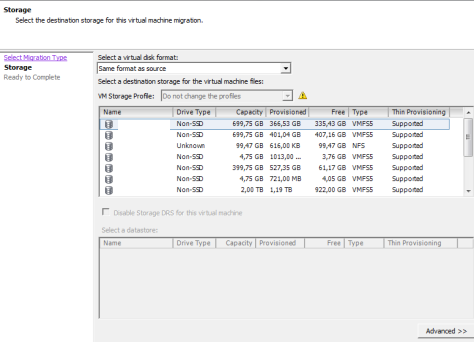 Storage
Select the destination storage for this virtual machine migration.
Select Migration Type
Storage
Ready to Complete
Select a virtual disk format:
Same format as source
Select a destination storage for the virtual machine files:
VM Storage Profile: Do not change the profiles
Name Drive Type Capacity Provisioned Free Type Thin Provisioning
Non-SSD 699,75 GB 366,53 GB 335,43 GB VMFS5 Supported
Non-SSD 699,75 GB 401,04 GB 407,16 GB VMFS5 Supported
Unknown 99,47 GB 616,00 KB 99,47 GB NFS Supported
Non-SSD 4,75 GB 1013,00 ... 3,76 GB VMFS5 Supported
Non-SSD 399,75 GB 527,35 GB 61,17 GB VMFS5 Supported
Non-SSD 4,75 GB 721,00 MB 4,05 GB VMFS5 Supported
Non-SSD 2,00 TB 1,19 TB 922,00 GB VMFS5 Supported
Disable Storage DRS for this virtual machine
Select a datastore:
Name Drive Type Capacity Provisioned Free Type Thin Provisioning
Advanced >>